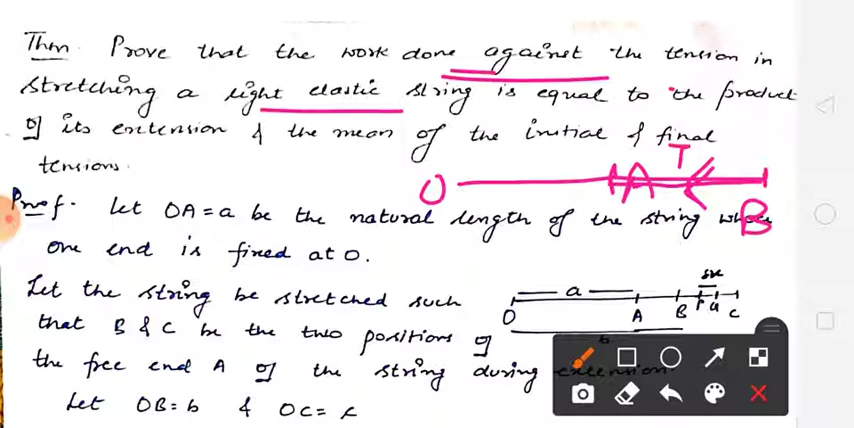 Thm. Prove that the work done against the tension in
stretching a light elastic string is equal to the product
of its extension & the mean of the initial & final
tensions.
T
O A B
Proof. Let OA = a be the natural length of the string whose
one end is fixed at O.
Let the string be stretched such
a
δx
O A B P Q C
that B & C be the two positions of
b
the free end A of the string during extension.
Let OB = b & OC = c